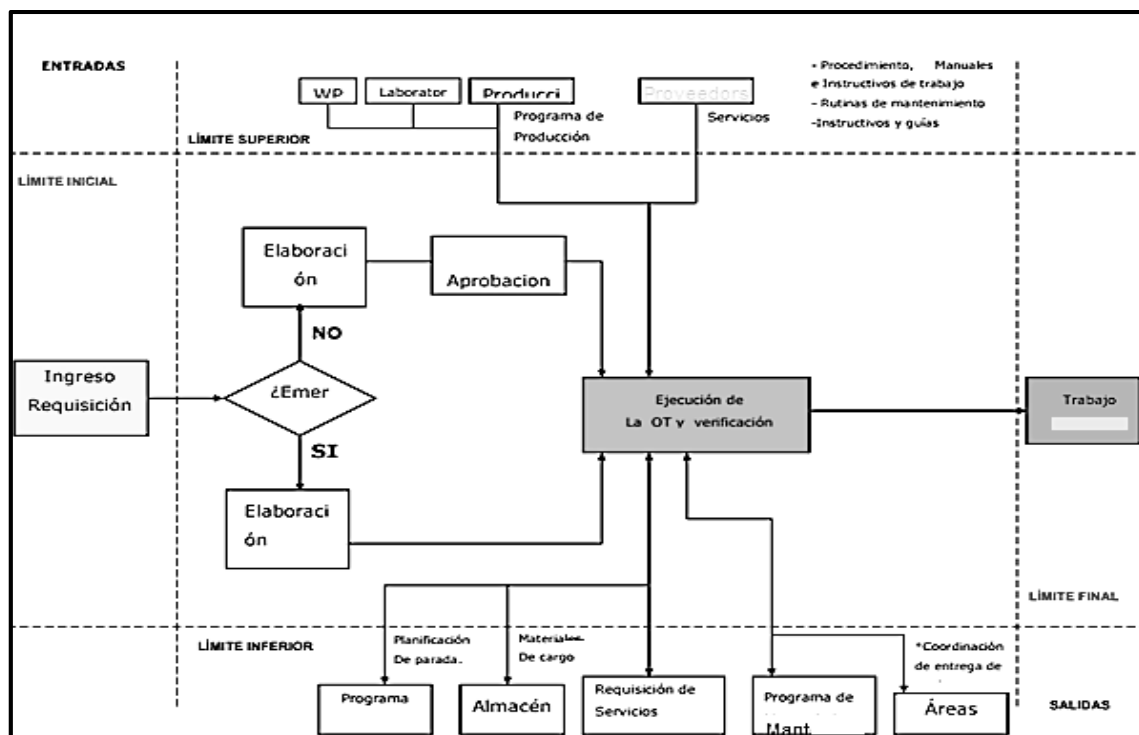 ENTRADAS
WP
Laborator
Producci
Proveedors
- Procedimiento, Manuales
e Instructivos de trabajo
- Rutinas de mantenimiento
-Instructivos y guías
Programa de
Producción
Servicios
LÍMITE SUPERIOR
LÍMITE INICIAL
Elaboraci
ón
Aprobacion
NO
Ingreso
Requisición
¿Emer
SI
Ejecución de
La OT y verificación
Trabajo
Elaboraci
ón
LÍMITE FINAL
LÍMITE INFERIOR
Planificación
De parada.
Materiales
De cargo
*Coordinación
de entrega de
Programa
Almacén
Requisición de
Servicios
Programa de
Mant
Áreas
SALIDAS